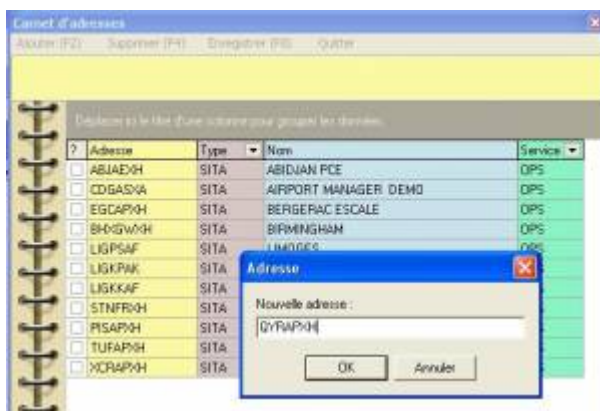 Carnet d'adresses
Ajouter (F2) Supprimer (F4) Enregistrer (F8) Quitter
Déplacer ici le titre d'une colonne pour grouper les données.
? Adresse Type Nom Service
ABJAEXH SITA ABIDJAN PCE OPS
CDGASXA SITA AIRPORT MANAGER DEMO OPS
EGCAPXH SITA BERGERAC ESCALE OPS
BHXGWXH SITA BIRMINGHAM OPS
LIGPSAF SITA LIMOGES
LIGKPAK SITA
LIGKKAF SITA
STNFRXH SITA
PISAPXH SITA
TUFAPXH SITA
XCRAPXH SITA
Adresse
Nouvelle adresse :
QYRAPXH
OK Annuler